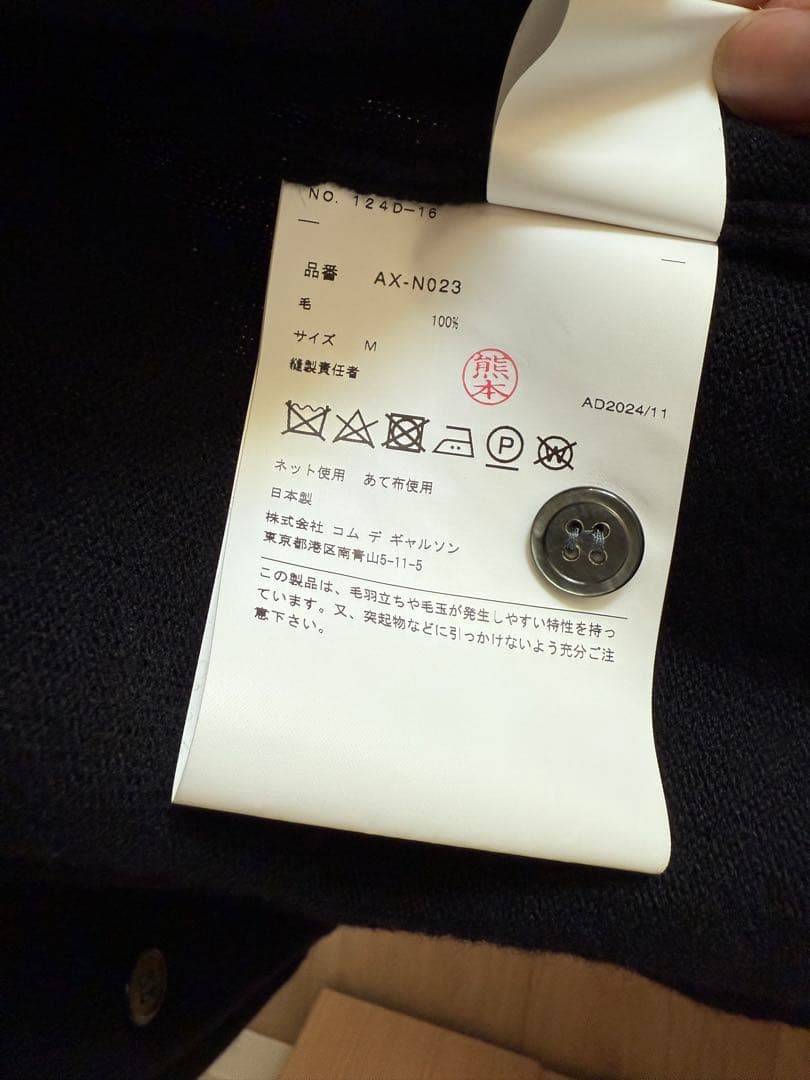 NO. 124D-16
品番 AX-N023
毛
100%
サイズ M
縫製責任者
熊本
AD2024/11
P
W
ネット使用 あて布使用
日本製
株式会社 コム デ ギャルソン
東京都港区南青山5-11-5
この製品は、毛羽立ちや毛玉が発生しやすい特性を持っ
ています。又、突起物などに引っかけないよう充分ご注
意下さい。